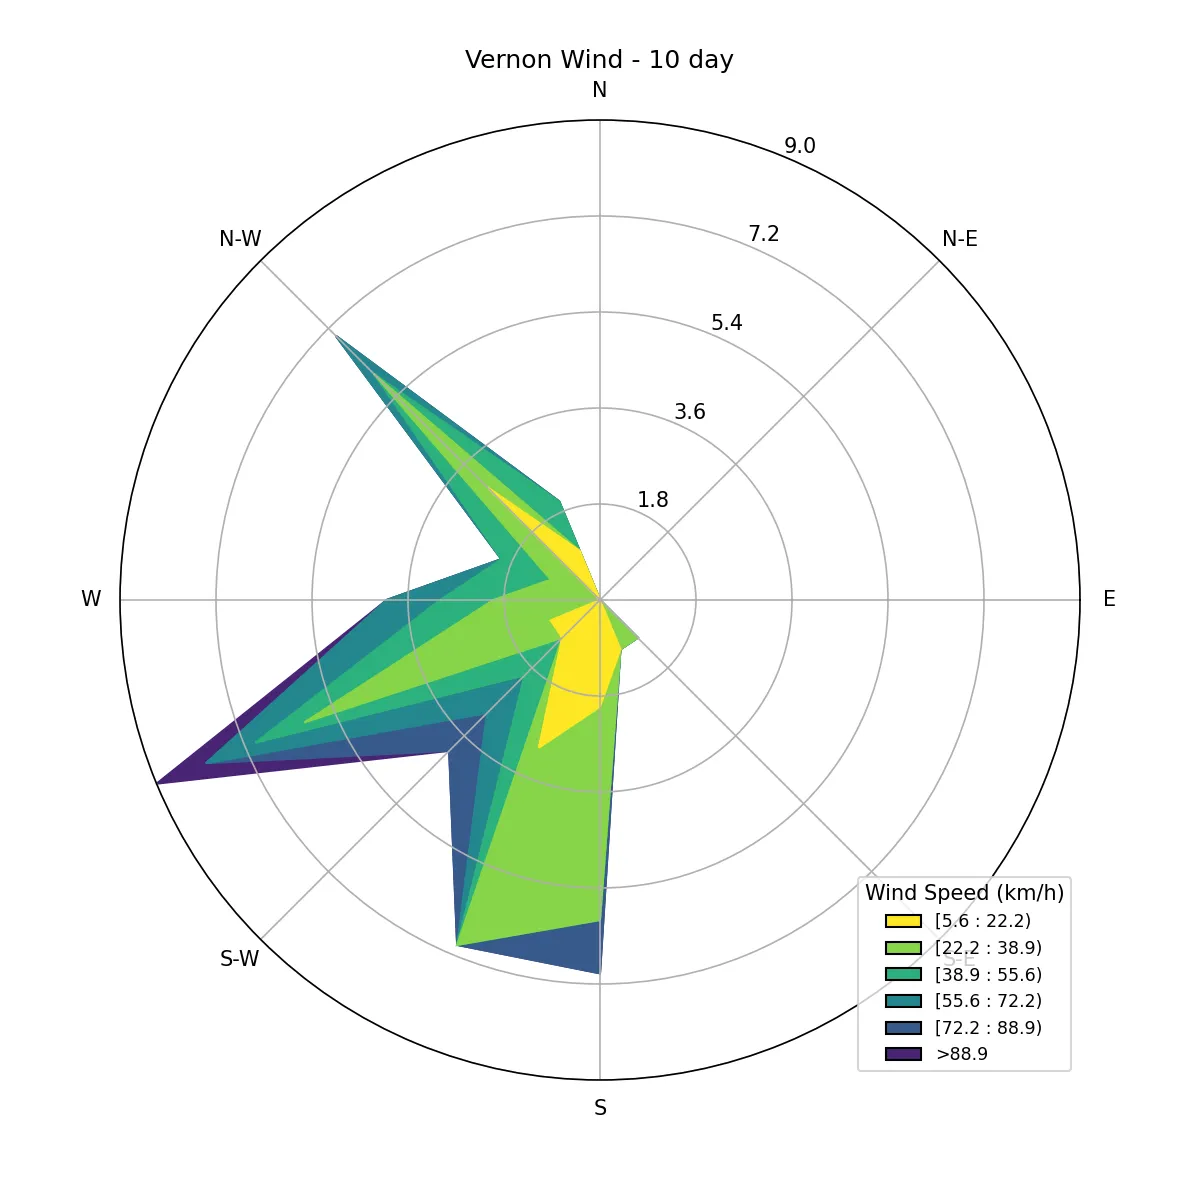 Vernon Wind - 10 day
N
9.0
N-W
N-E
7.2
5.4
3.6
1.8
W
E
S-W
S-E
S
Wind Speed (km/h)
[5.6 : 22.2)
[22.2 : 38.9)
[38.9 : 55.6)
[55.6 : 72.2)
[72.2 : 88.9)
>88.9